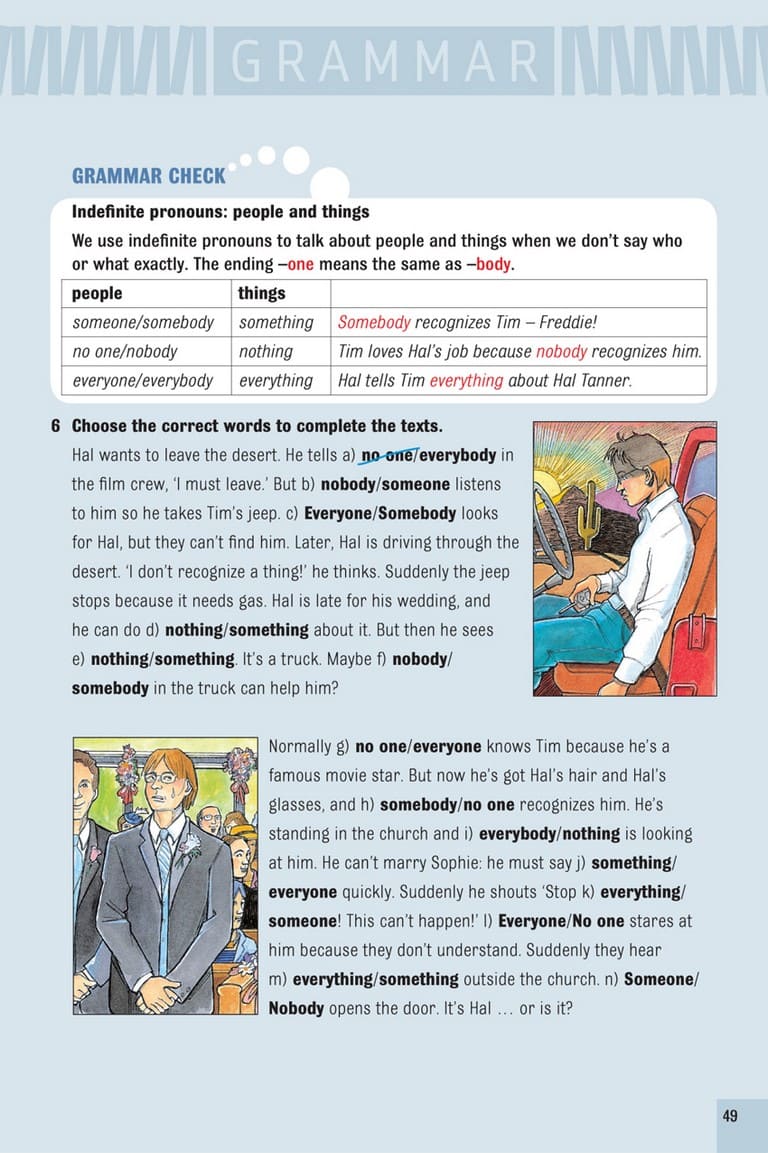 GRAMMAR
GRAMMAR CHECK
Indefinite pronouns: people and things
We use indefinite pronouns to talk about people and things when we don’t say who
or what exactly. The ending –one means the same as –body.
people things
someone/somebody something Somebody recognizes Tim – Freddie!
no one/nobody nothing Tim loves Hal’s job because nobody recognizes him.
everyone/everybody everything Hal tells Tim everything about Hal Tanner.
6 Choose the correct words to complete the texts.
Hal wants to leave the desert. He tells a) no one/everybody in
the film crew, ‘I must leave.’ But b) nobody/someone listens
to him so he takes Tim’s jeep. c) Everyone/Somebody looks
for Hal, but they can’t find him. Later, Hal is driving through the
desert. ‘I don’t recognize a thing!’ he thinks. Suddenly the jeep
stops because it needs gas. Hal is late for his wedding, and
he can do d) nothing/something about it. But then he sees
e) nothing/something. It’s a truck. Maybe f) nobody/
somebody in the truck can help him?
Normally g) no one/everyone knows Tim because he’s a
famous movie star. But now he’s got Hal’s hair and Hal’s
glasses, and h) somebody/no one recognizes him. He’s
standing in the church and i) everybody/nothing is looking
at him. He can’t marry Sophie: he must say j) something/
everyone quickly. Suddenly he shouts ‘Stop k) everything/
someone! This can’t happen!’ l) Everyone/No one stares at
him because they don’t understand. Suddenly they hear
m) everything/something outside the church. n) Someone/
Nobody opens the door. It’s Hal … or is it?
49